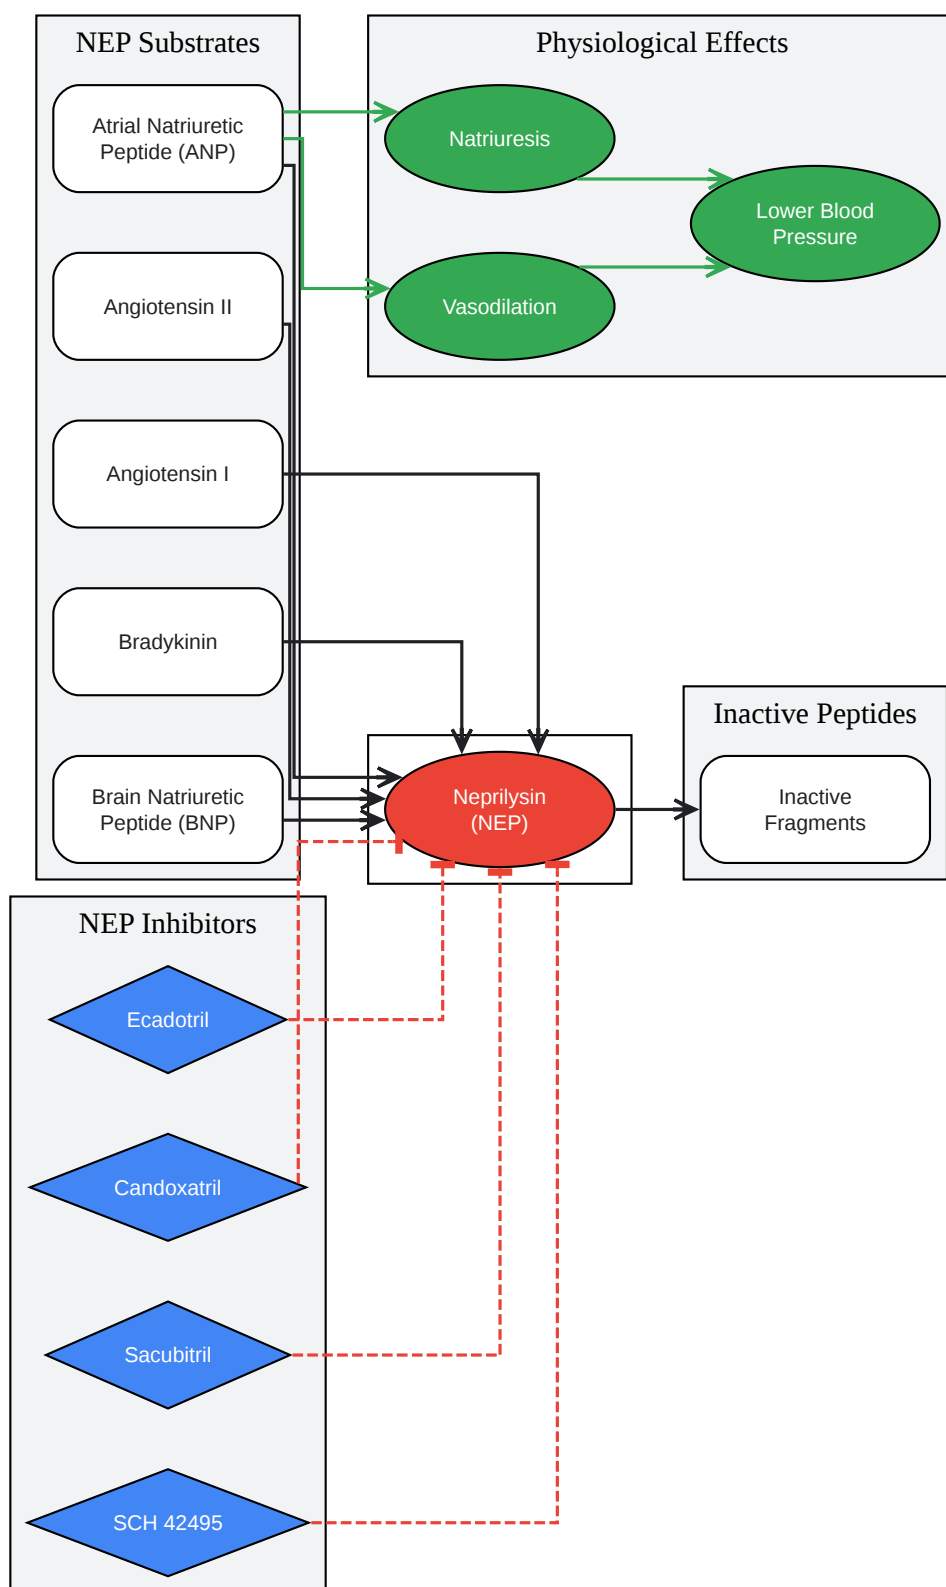 NEP Substrates
Atrial Natriuretic
Peptide (ANP)
Angiotensin II
Angiotensin I
Bradykinin
Brain Natriuretic
Peptide (BNP)
Physiological Effects
Natriuresis
Vasodilation
Lower Blood
Pressure
Neprilysin
(NEP)
Inactive Peptides
Inactive
Fragments
NEP Inhibitors
Ecadotril
Candoxatril
Sacubitril
SCH 42495